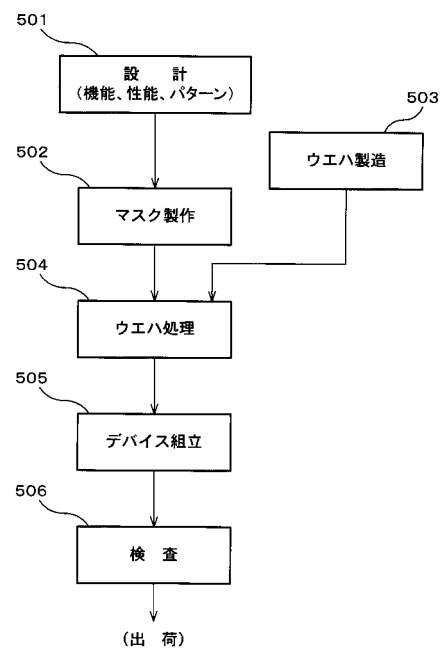 501
設 計
(機能、性能、パターン)
503
ウエハ製造
502
マスク製作
504
ウエハ処理
505
デバイス組立
506
検 査
(出 荷)